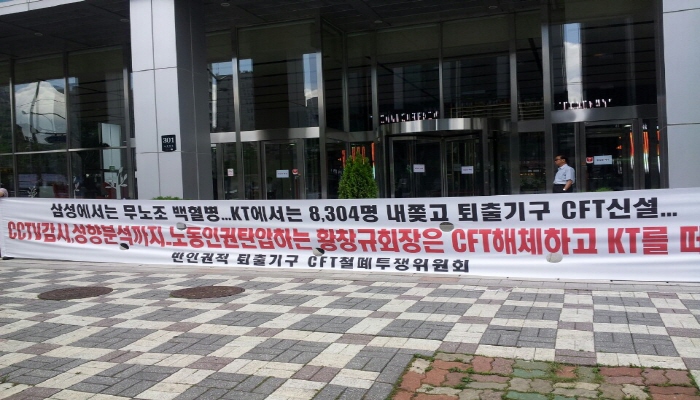 301
삼성에서는 무노조 백혈병...KT에서는 8,304명 내쫓고 퇴출기구 CFT신설...
CCTV감시,성향분석까지..노동인권탄압하는 황창규회장은 CFT해체하고 KT를
반인권적 퇴출기구 CFT철폐투쟁위원회